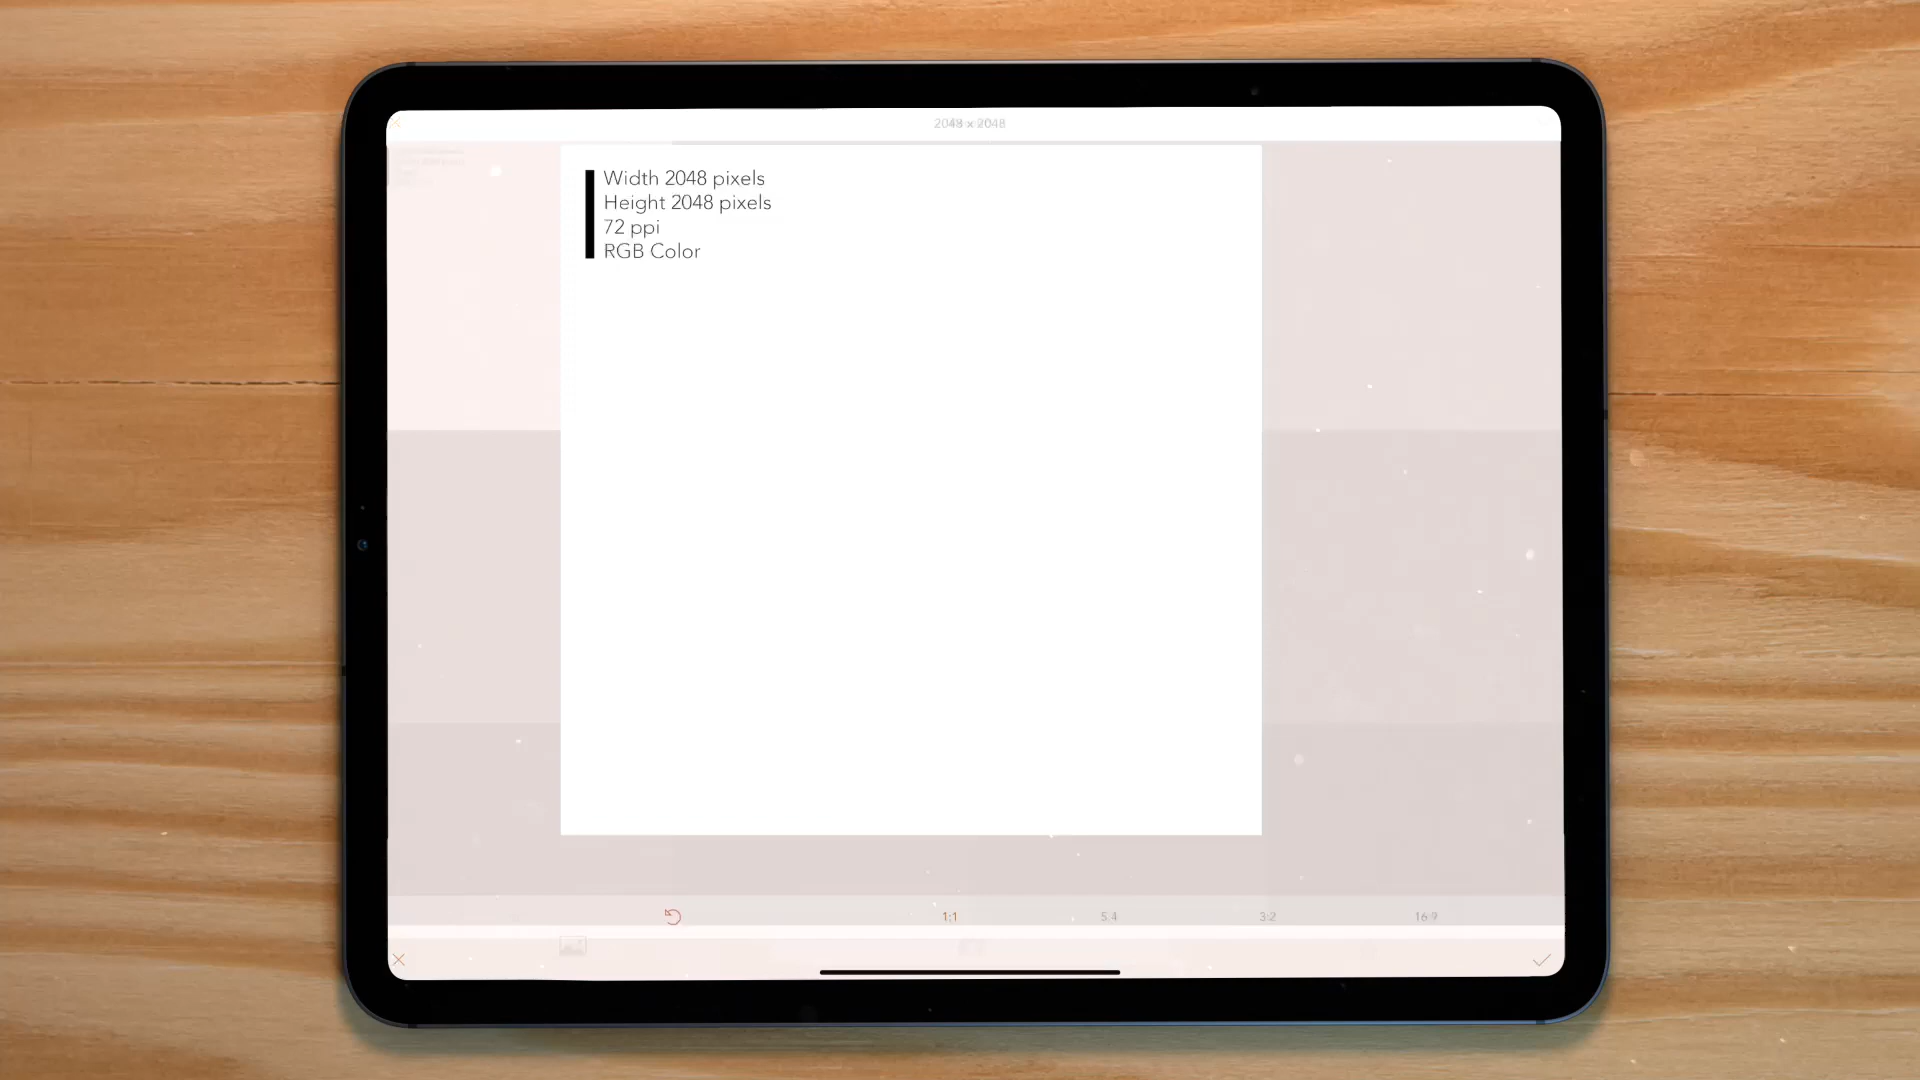 2048 × 2048
Width 2048 pixels
Height 2048 pixels
72 ppi
RGB Color
1:1
5:4
3:2
16:9